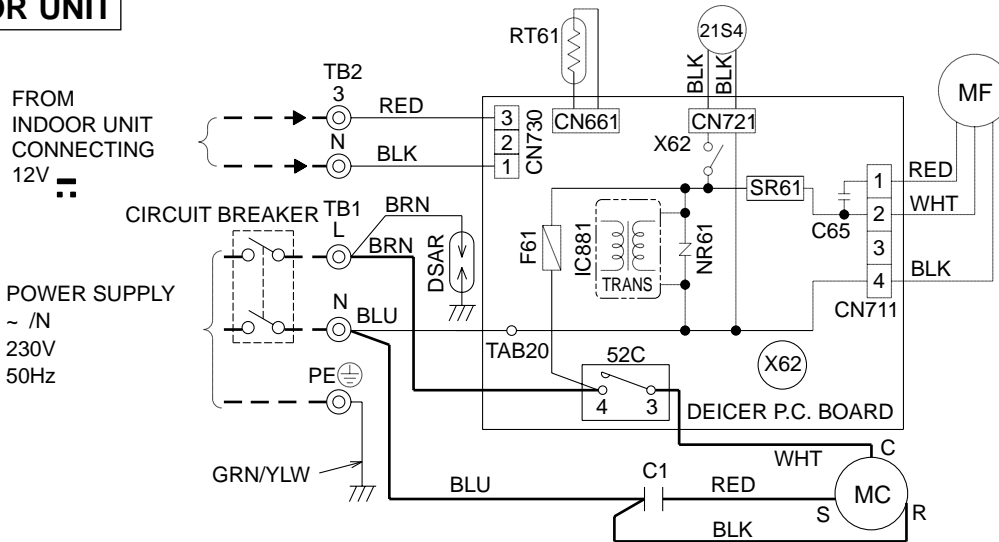 OR UNIT
FROM
INDOOR UNIT
CONNECTING
12V
TB2
3
RED
N
BLK
3
2
1
CN730
RT61
CN661
21S4
BLK
BLK
CN721
X62
MF
RED
WHT
BLK
1
2
3
4
CN711
SR61
C65
CIRCUIT BREAKER
TB1
L
BRN
BRN
DSAR
F61
IC881
TRANS
NR61
POWER SUPPLY
~ /N
230V
50Hz
N
BLU
TAB20
52C
4
3
X62
DEICER P.C. BOARD
PE
GRN/YLW
BLU
C1
RED
BLK
WHT
C
MC
S
R